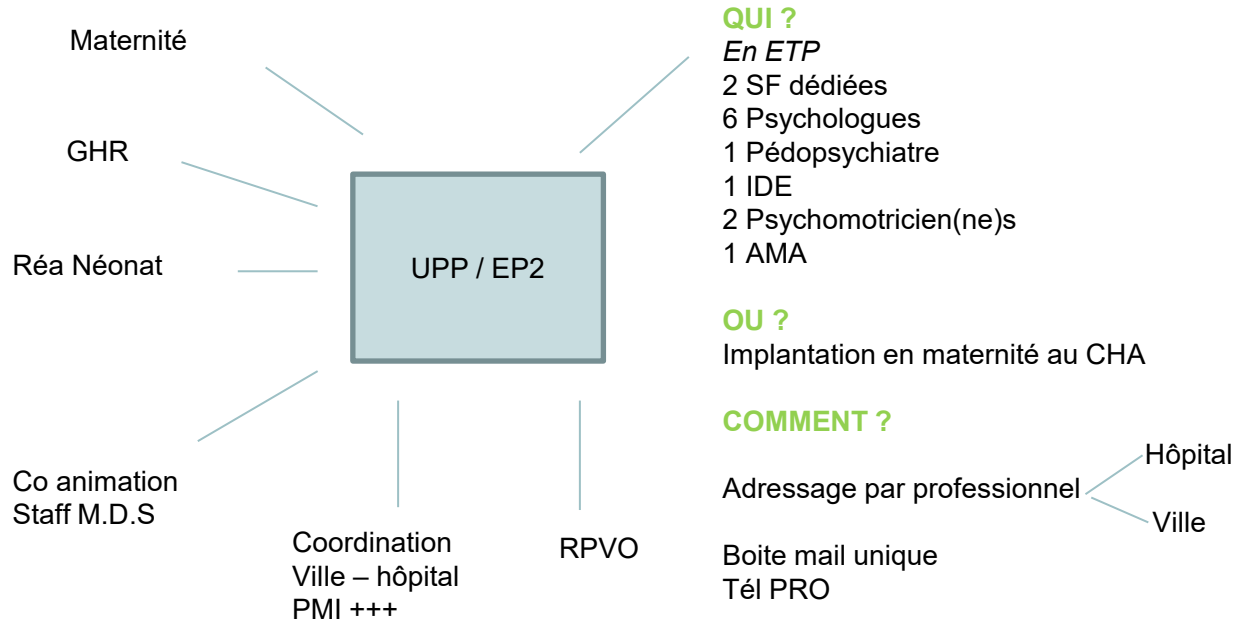 Maternité
GHR
Réa Néonat
UPP / EP2
Co animation
Staff M.D.S
Coordination
Ville – hôpital
PMI +++
RPVO
QUI ?
En ETP
2 SF dédiées
6 Psychologues
1 Pédopsychiatre
1 IDE
2 Psychomotricien(ne)s
1 AMA
OU ?
Implantation en maternité au CHA
COMMENT ?
Adressage par professionnel
Hôpital
Ville
Boite mail unique
Tél PRO